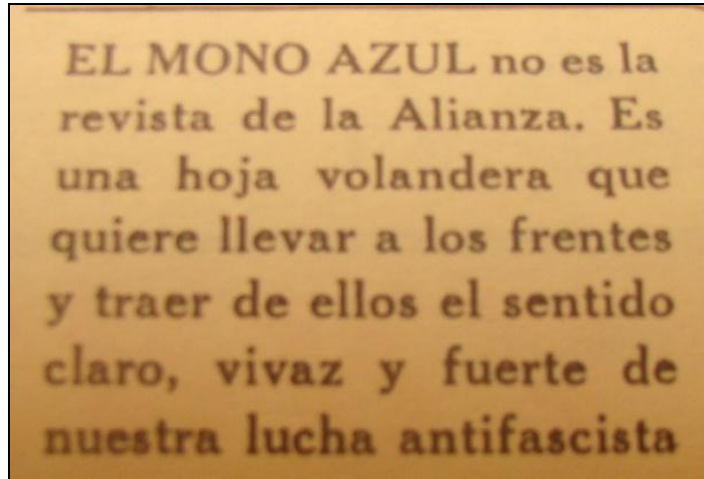 EL MONO AZUL no es la
revista de la Alianza. Es
una hoja volandera que
quiere llevar a los frentes
y traer de ellos el sentido
claro, vivaz y fuerte de
nuestra lucha antifascista